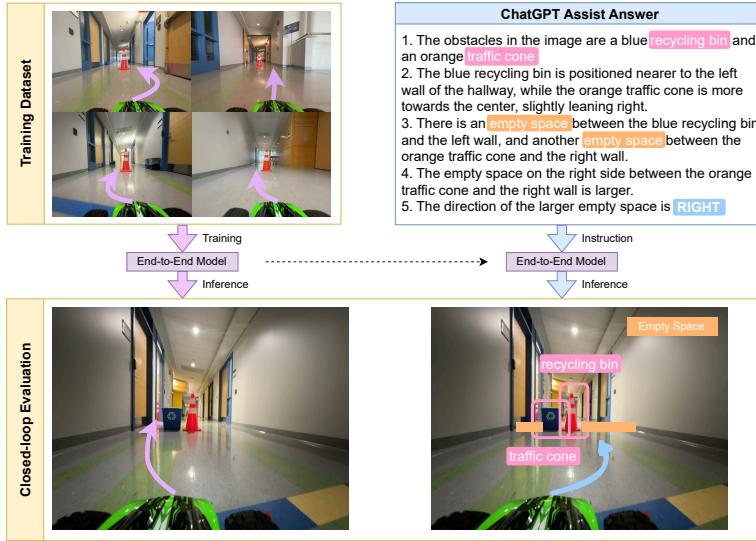 Training Dataset
ChatGPT Assist Answer
1. The obstacles in the image are a blue recycling bin and
an orange traffic cone
2. The blue recycling bin is positioned nearer to the left
wall of the hallway, while the orange traffic cone is more
towards the center, slightly leaning right.
3. There is an empty space between the blue recycling bin
and the left wall, and another empty space between the
orange traffic cone and the right wall.
4. The empty space on the right side between the orange
traffic cone and the right wall is larger.
5. The direction of the larger empty space is RIGHT
Training
Instruction
End-to-End Model
End-to-End Model
Inference
Inference
Closed-loop Evaluation
Empty Space
recycling bin
traffic cone